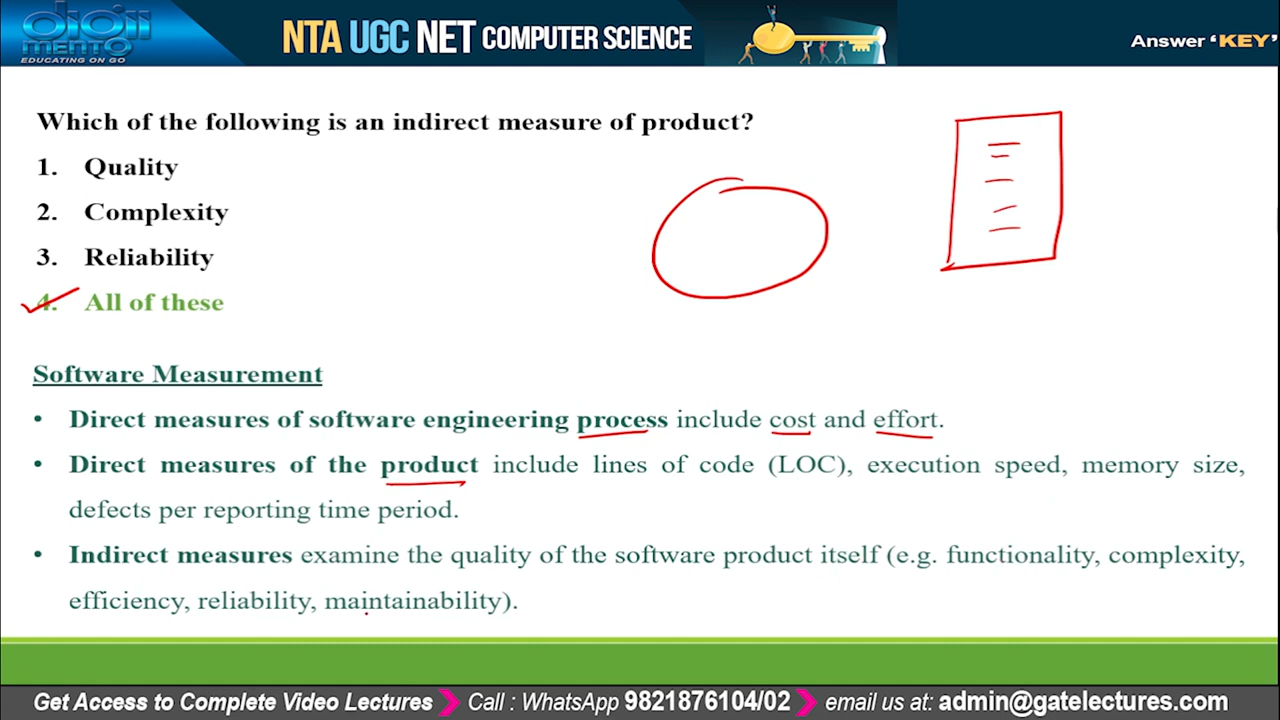 digii
MENTO
EDUCATING ON GO
NTA UGC NET COMPUTER SCIENCE
Answer ‘KEY’
Which of the following is an indirect measure of product?
1. Quality
2. Complexity
3. Reliability
4. All of these
Software Measurement
• Direct measures of software engineering process include cost and effort.
• Direct measures of the product include lines of code (LOC), execution speed, memory size,
defects per reporting time period.
• Indirect measures examine the quality of the software product itself (e.g. functionality, complexity,
efficiency, reliability, maintainability).
Get Access to Complete Video Lectures Call : WhatsApp 9821876104/02 email us at: admin@gatelectures.com